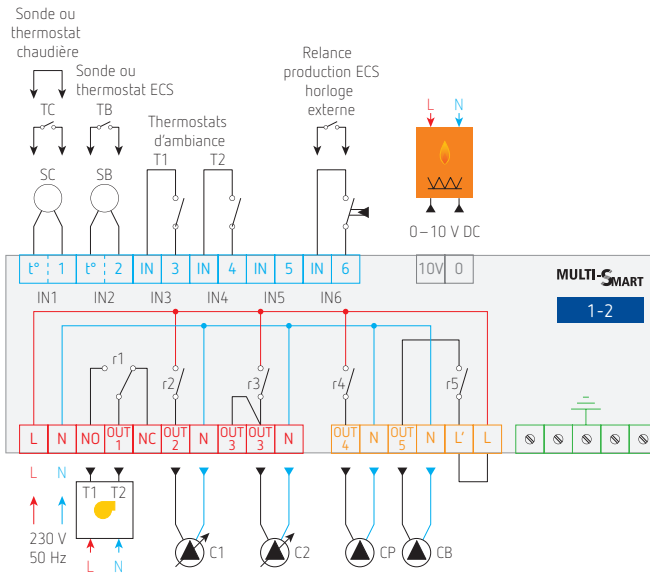 Sonde ou
thermostat
chaudière
Sonde ou
thermostat ECS
TC
TB
Thermostats
d'ambiance
T1
T2
Relance
production ECS
horloge
externe
L N
SC
SB
0–10 V DC
t° 1 t° 2 IN 3 IN 4 IN 5 IN 6 10V 0
IN1 IN2 IN3 IN4 IN5 IN6
MULTI-SMART
1-2
r1
r2
r3
r4
r5
L N NO OUT 1 NC OUT 2 N OUT 3 OUT 3 N OUT 4 N OUT 5 N L' L
L N
T1 T2
230 V
50 Hz
L N
C1
C2
CP
CB